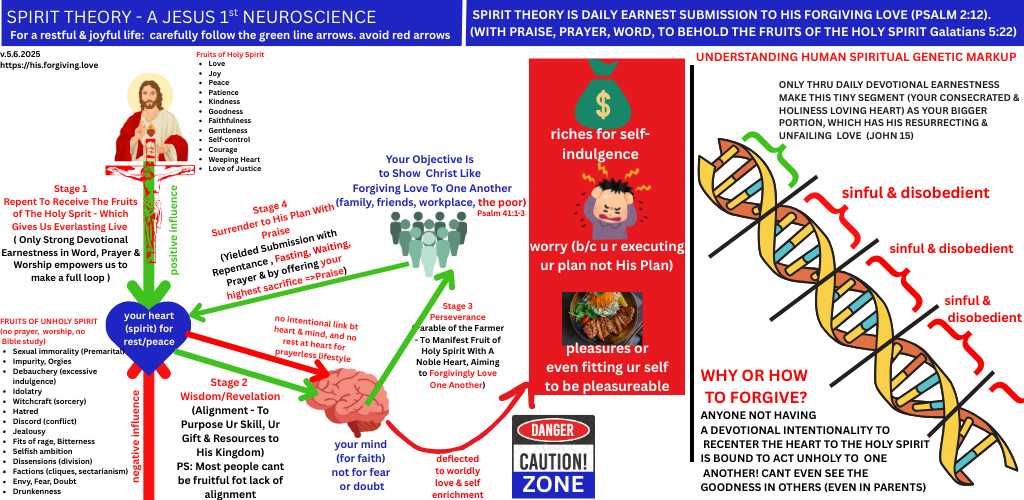 SPIRIT THEORY - A JESUS 1st NEUROSCIENCE
For a restful & joyful life: carefully follow the green line arrows. avoid red arrows
SPIRIT THEORY IS DAILY EARNEST SUBMISSION TO HIS FORGIVING LOVE (PSALM 2:12).
(WITH PRAISE, PRAYER, WORD, TO BEHOLD THE FRUITS OF THE HOLY SPIRIT Galatians 5:22)
v.5.6.2025
https://his.forgiving.love
Fruits of Holy Spirit
Love
Joy
Peace
Patience
Kindness
Goodness
Faithfulness
Gentleness
Self-control
Courage
Weeping Heart
Love of Justice
Stage 1
Repent To Receive The Fruits
of The Holy Sprit - Which
Gives Us Everlasting Live
( Only Strong Devotional
Earnestness in Word, Prayer &
Worship empowers us to
make a full loop )
positive influence
Stage 4
Surrender to His Plan With
Praise
(Yielded Submission with
Repentance , Fasting, Waiting,
Prayer & by offering your
highest sacrifice =>Praise)
Your Objective Is
to Show Christ Like
Forgiving Love To One Another
(family, friends, workplace, the poor)
Psalm 41:1-3
your heart
(spirit) for
rest/peace
FRUITS OF UNHOLY SPIRIT
(no prayer, worship, no
Bible study)
Sexual immorality (Premarital)
Impurity, Orgies
Debauchery (excessive
indulgence)
Idolatry
Witchcraft (sorcery)
Hatred
Discord (conflict)
Jealousy
Fits of rage, Bitterness
Selfish ambition
Dissensions (division)
Factions (cliques, sectarianism)
Envy, Fear, Doubt
Drunkenness
negative influence
no intentional link bt
heart & mind, and no
rest at heart for
prayerless lifestyle
Stage 2
Wisdom/Revelation
(Alignment - To
Purpose Ur Skill, Ur
Gift & Resources to
His Kingdom)
PS: Most people cant
be fruitful fot lack of
alignment
Stage 3
Perseverance
arable of the Farmer
- To Manifest Fruit of
Holy Spirit With A
Noble Heart, Aiming
to Forgivingly Love
One Another)
your mind
(for faith)
not for fear
or doubt
deflected
to worldly
love & self
enrichment
riches for self-
indulgence
worry (b/c u r executing
ur plan not His Plan)
pleasures or
even fitting ur self
to be pleasureable
DANGER
CAUTION!
ZONE
UNDERSTANDING HUMAN SPIRITUAL GENETIC MARKUP
ONLY THRU DAILY DEVOTIONAL EARNESTNESS
MAKE THIS TINY SEGMENT (YOUR CONSECRATED &
HOLINESS LOVING HEART) AS YOUR BIGGER
PORTION, WHICH HAS HIS RESURRECTING &
UNFAILING LOVE (JOHN 15)
sinful & disobedient
sinful & disobedient
sinful &
disobedient
WHY OR HOW
TO FORGIVE?
ANYONE NOT HAVING
A DEVOTIONAL INTENTIONALITY TO
RECENTER THE HEART TO THE HOLY SPIRIT
IS BOUND TO ACT UNHOLY TO ONE
ANOTHER! CANT EVEN SEE THE
GOODNESS IN OTHERS (EVEN IN PARENTS)